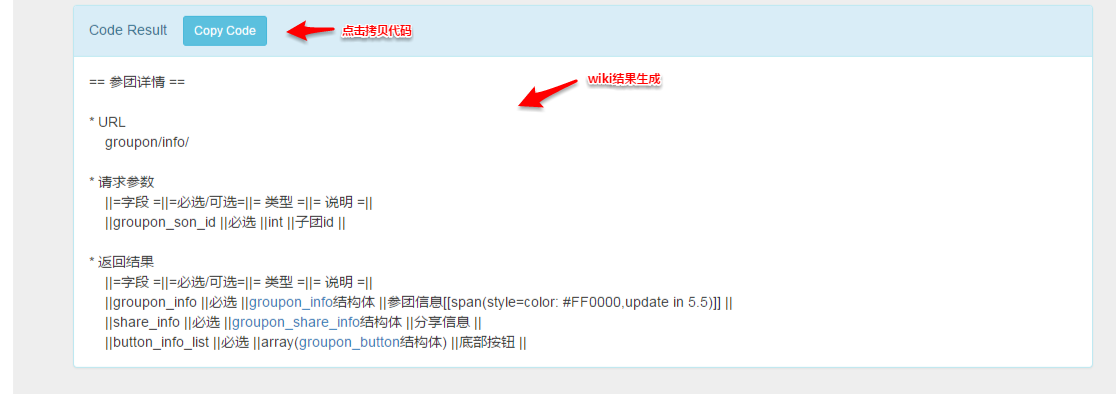 Code Result
Copy Code
点击拷贝代码
wiki结果生成
== 参团详情 ==
* URL
groupon/info/
* 请求参数
||=字段 =||=必选/可选=||= 类型 =||= 说明 =||
||groupon_son_id ||必选 ||int ||子团id ||
* 返回结果
||=字段 =||=必选/可选=||= 类型 =||= 说明 =||
||groupon_info ||必选 ||groupon_info结构体 ||参团信息[[span(style=color: #FF0000,update in 5.5)]] ||
||share_info ||必选 ||groupon_share_info结构体 ||分享信息 ||
||button_info_list ||必选 ||array(groupon_button结构体) ||底部按钮 ||